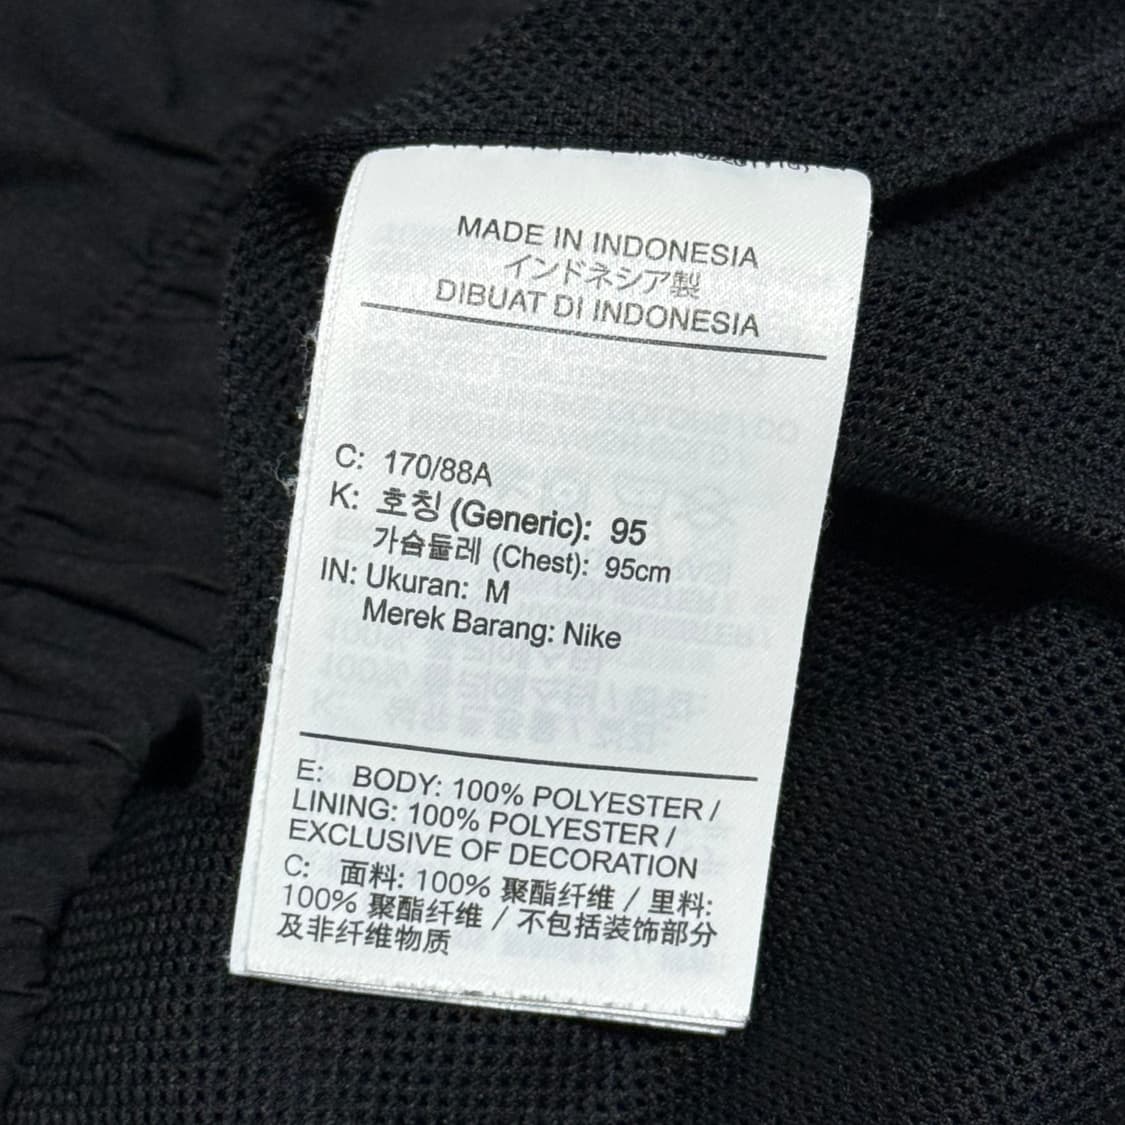 MADE IN INDONESIA
インドネシア製
DIBUAT DI INDONESIA
C: 170/88A
K: 호칭 (Generic): 95
가슴둘레 (Chest): 95cm
IN: Ukuran: M
Merek Barang: Nike
E: BODY: 100% POLYESTER /
LINING: 100% POLYESTER /
EXCLUSIVE OF DECORATION
C: 面料: 100% 聚酯纤维 / 里料:
100% 聚酯纤维 / 不包括装饰部分
及非纤维物质